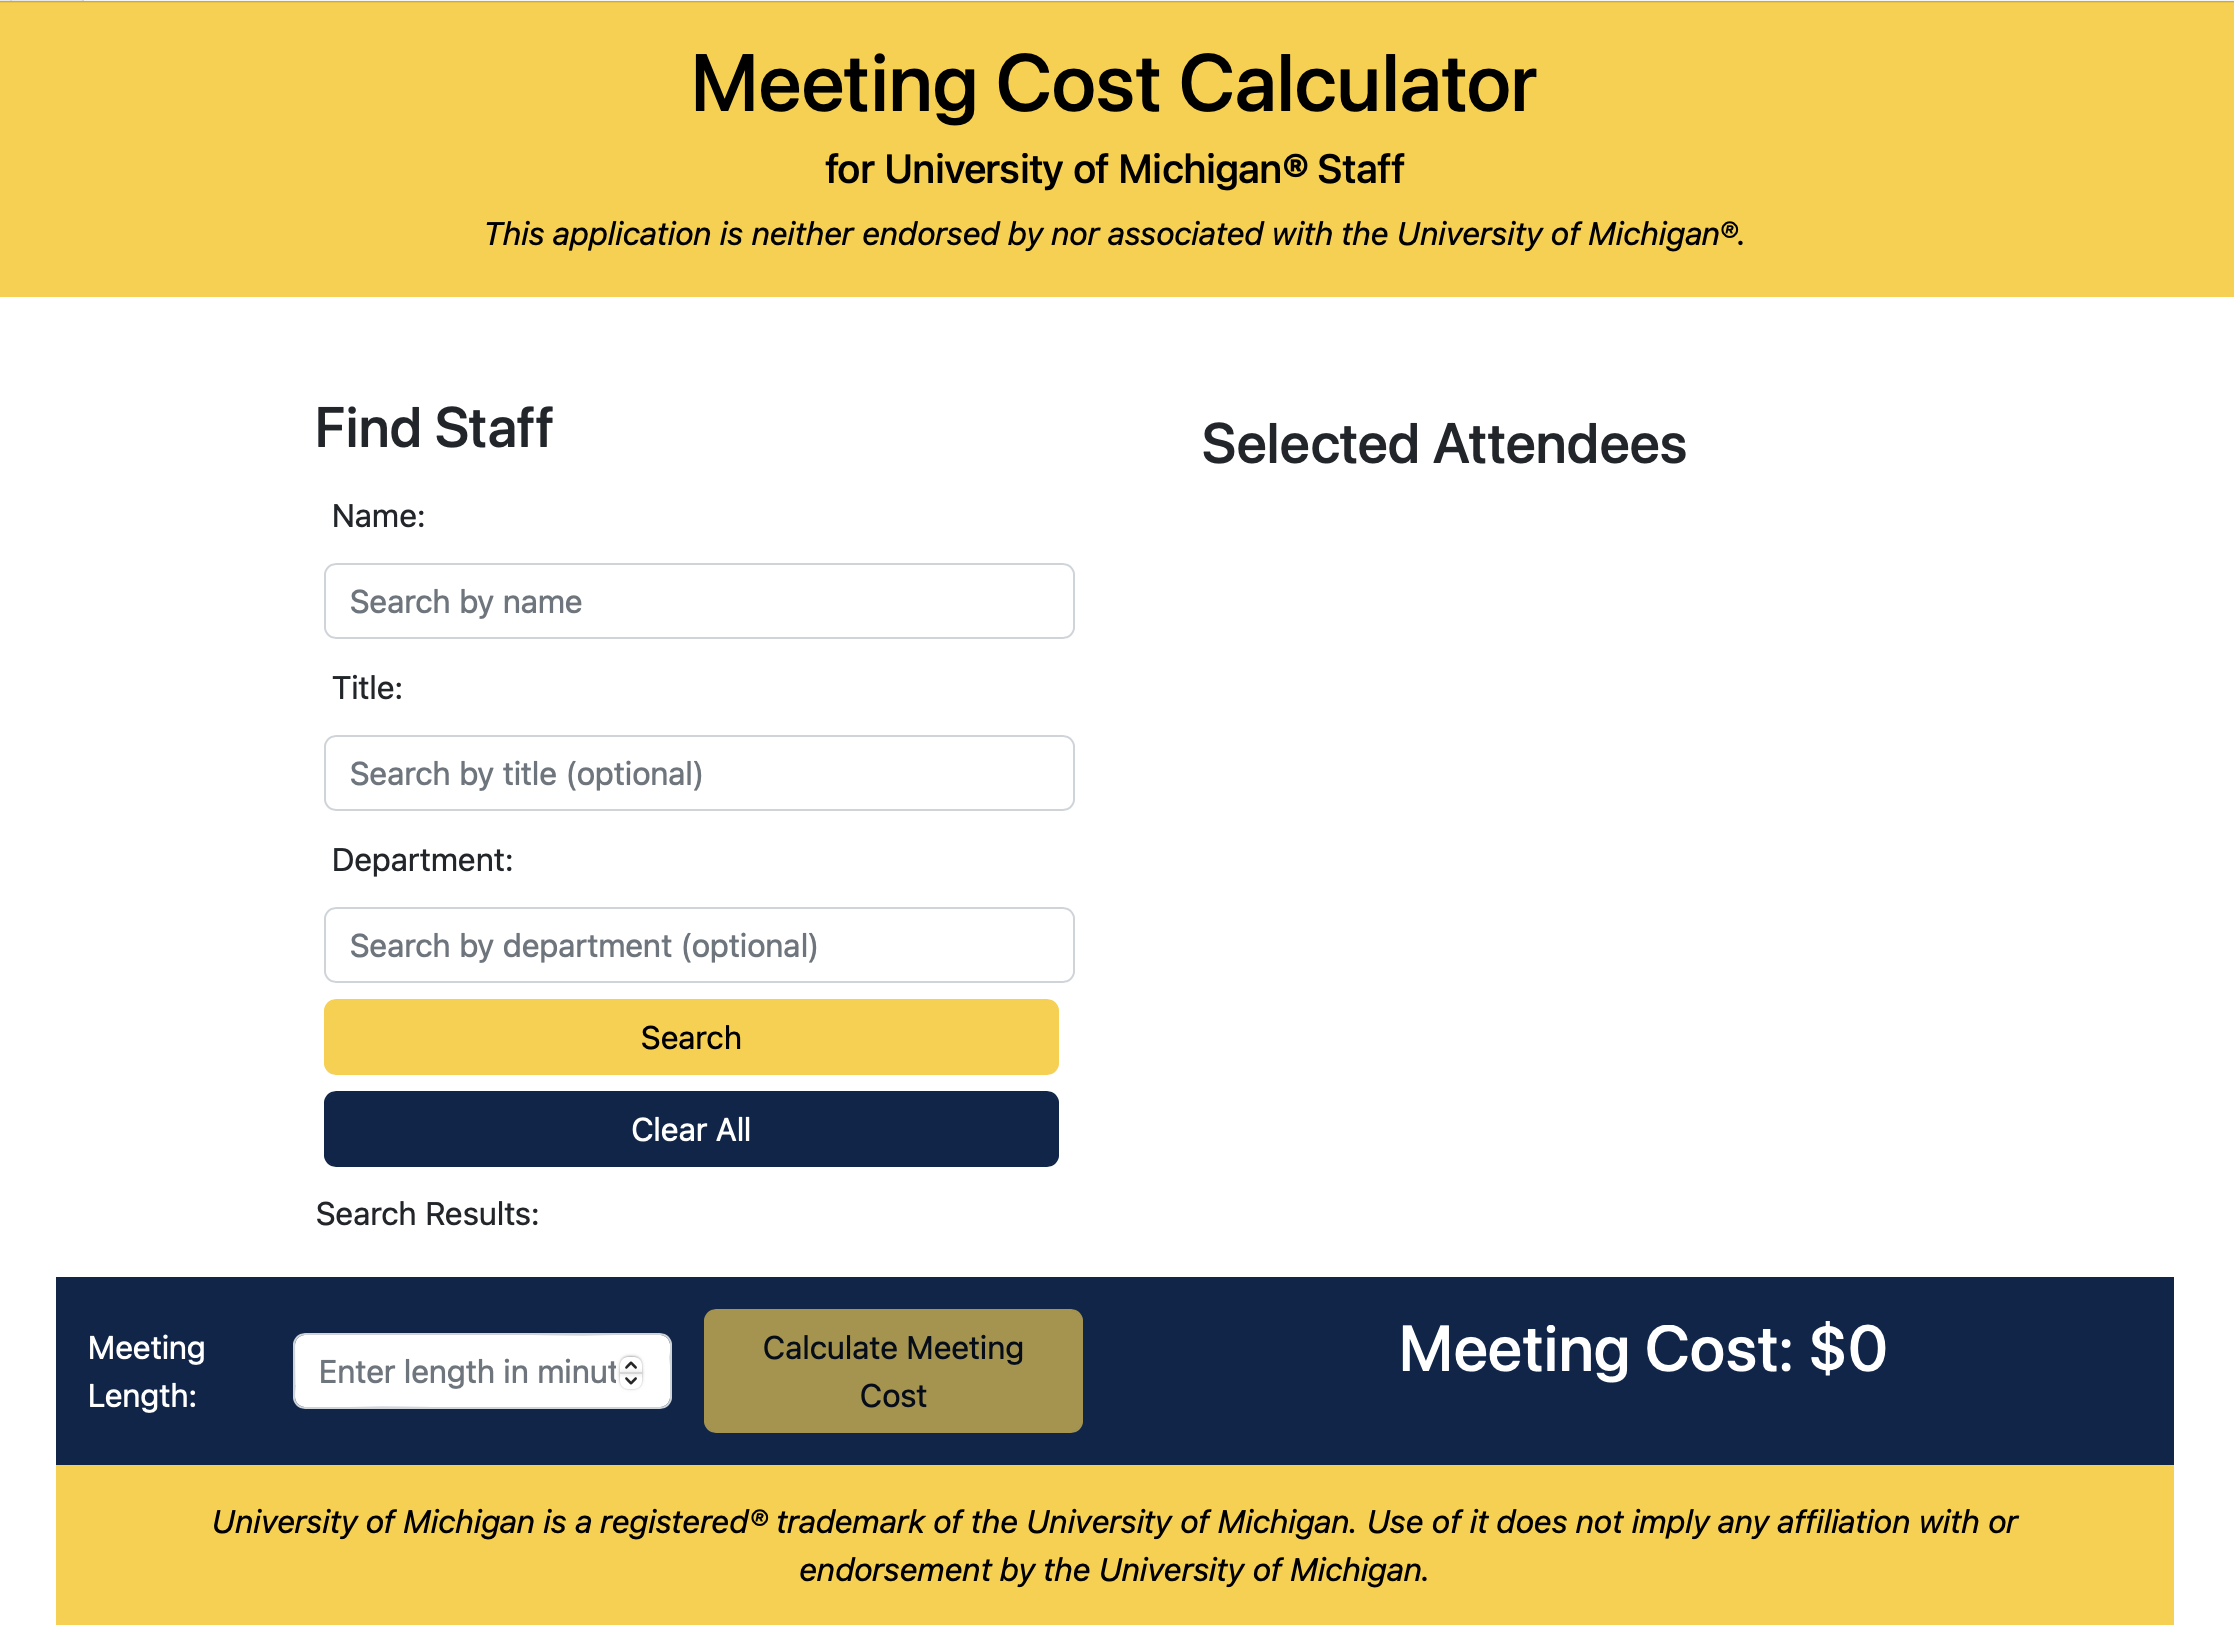 Meeting Cost Calculator
for University of Michigan® Staff
This application is neither endorsed by nor associated with the University of Michigan®.
Find Staff
Name:
Search by name
Title:
Search by title (optional)
Department:
Search by department (optional)
Search
Clear All
Search Results:
Selected Attendees
Meeting
Length:
Enter length in minut
Calculate Meeting
Cost
Meeting Cost: $0
University of Michigan is a registered® trademark of the University of Michigan. Use of it does not imply any affiliation with or
endorsement by the University of Michigan.